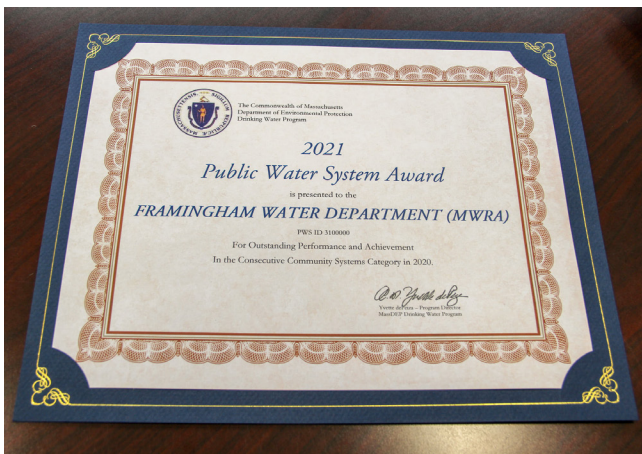 The Commonwealth of Massachusetts
Department of Environmental Protection
Drinking Water Program
2021
Public Water System Award
is presented to the
FRAMINGHAM WATER DEPARTMENT (MWRA)
PWS ID 3100000
For Outstanding Performance and Achievement
In the Consecutive Community Systems Category in 2020.
Yvette dePeiza – Program Director
MassDEP Drinking Water Program